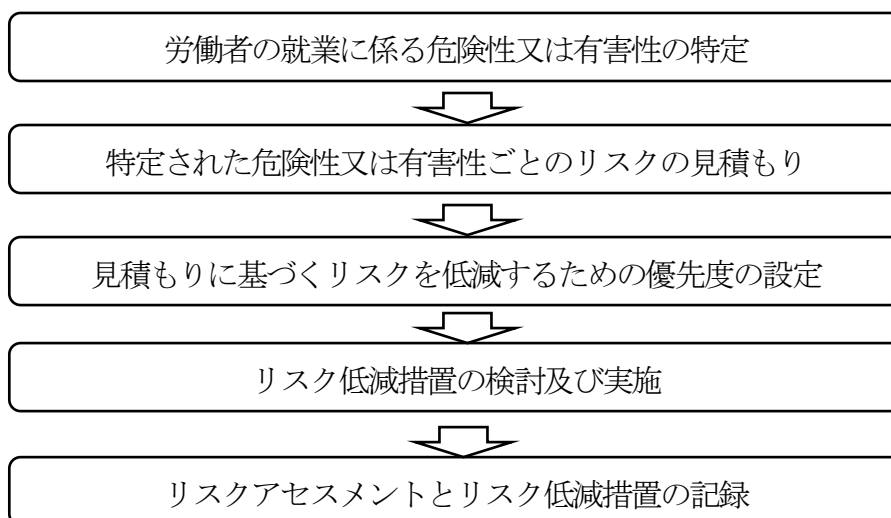 労働者の就業に係る危険性又は有害性の特定
特定された危険性又は有害性ごとのリスクの見積もり
見積もりに基づくリスクを低減するための優先度の設定
リスク低減措置の検討及び実施
リスクアセスメントとリスク低減措置の記録